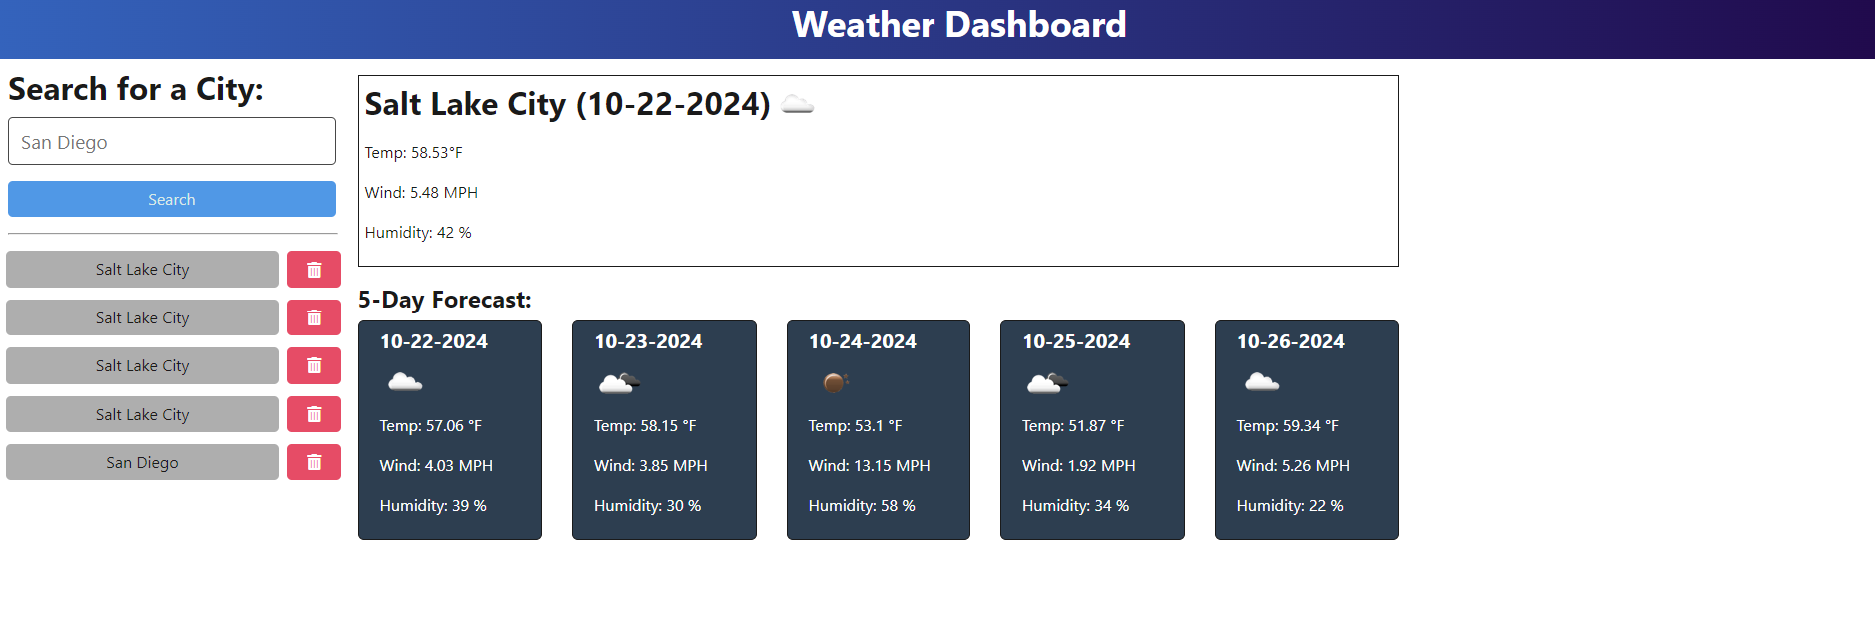 Weather Dashboard
Search for a City:
San Diego
Search
Salt Lake City
Salt Lake City
Salt Lake City
Salt Lake City
San Diego
Salt Lake City (10-22-2024)
Temp: 58.53°F
Wind: 5.48 MPH
Humidity: 42 %
5-Day Forecast:
10-22-2024
Temp: 57.06 °F
Wind: 4.03 MPH
Humidity: 39 %
10-23-2024
Temp: 58.15 °F
Wind: 3.85 MPH
Humidity: 30 %
10-24-2024
Temp: 53.1 °F
Wind: 13.15 MPH
Humidity: 58 %
10-25-2024
Temp: 51.87 °F
Wind: 1.92 MPH
Humidity: 34 %
10-26-2024
Temp: 59.34 °F
Wind: 5.26 MPH
Humidity: 22 %